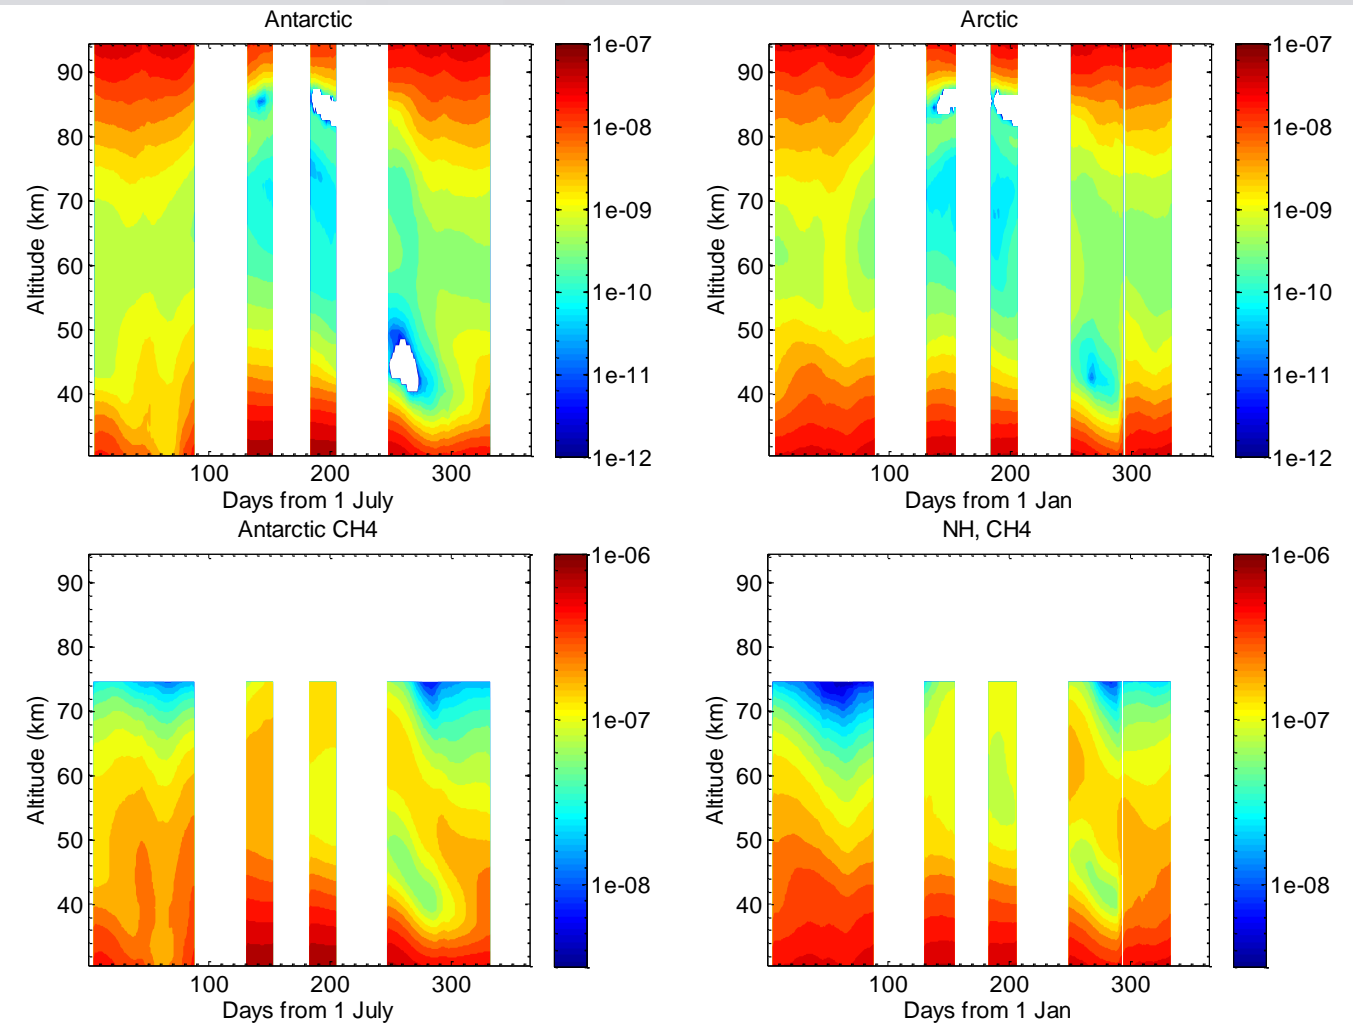 Antarctic
Arctic
90
80
70
60
50
40
Altitude (km)
100
200
300
Days from 1 July
1e-07
1e-08
1e-09
1e-10
1e-11
1e-12
90
80
70
60
50
40
Altitude (km)
100
200
300
Days from 1 Jan
1e-07
1e-08
1e-09
1e-10
1e-11
1e-12
Antarctic CH4
NH, CH4
90
80
70
60
50
40
Altitude (km)
100
200
300
Days from 1 July
1e-06
1e-07
1e-08
90
80
70
60
50
40
Altitude (km)
100
200
300
Days from 1 Jan
1e-06
1e-07
1e-08